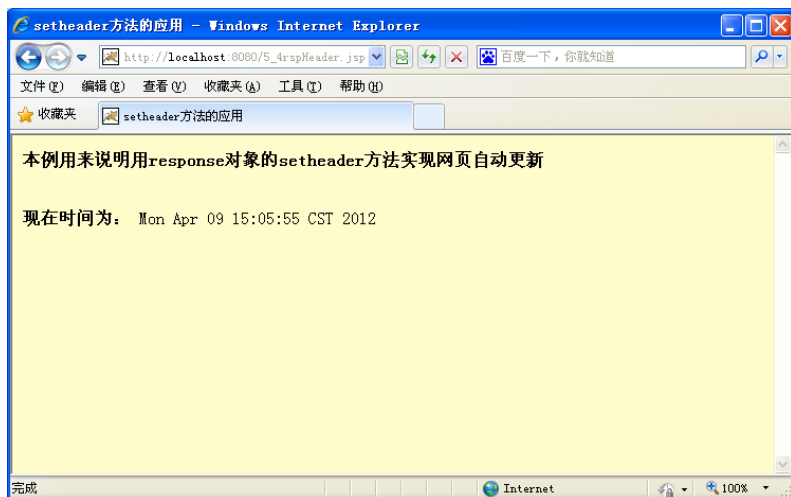 setheader方法的应用 - Windows Internet Explorer
http://localhost:8080/5_4rspHeader.jsp
百度一下，你就知道
文件(F) 编辑(E) 查看(V) 收藏夹(A) 工具(T) 帮助(H)
收藏夹 setheader方法的应用
本例用来说明用response对象的setheader方法实现网页自动更新
现在时间为： Mon Apr 09 15:05:55 CST 2012
完成 Internet 100%